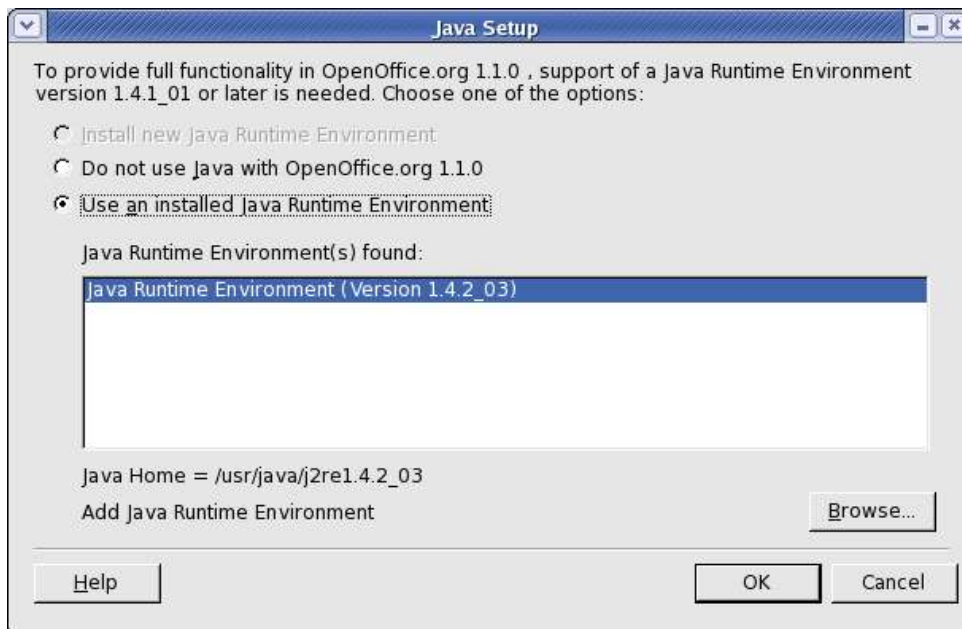 Java Setup
To provide full functionality in OpenOffice.org 1.1.0 , support of a Java Runtime Environment
version 1.4.1_01 or later is needed. Choose one of the options:
Install new Java Runtime Environment
Do not use Java with OpenOffice.org 1.1.0
Use an installed Java Runtime Environment
Java Runtime Environment(s) found:
Java Runtime Environment (Version 1.4.2_03)
Java Home = /usr/java/j2re1.4.2_03
Add Java Runtime Environment
Browse...
Help
OK
Cancel